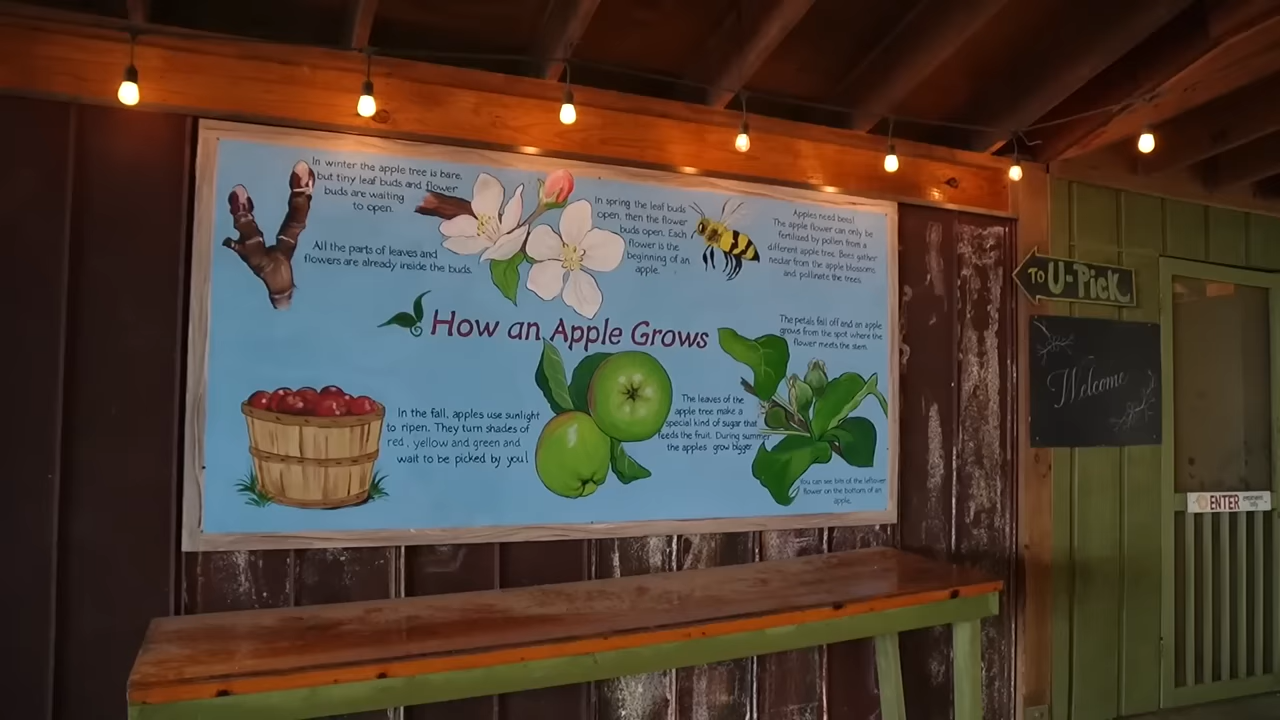 In winter the apple tree is bare,
but tiny leaf buds and flower
buds are waiting
to open.
All the parts of leaves and
flowers are already inside the buds.
In spring the leaf buds
open, then the flower
buds open. Each
flower is the
beginning of an
apple.
Apples need bees!
The apple flower can only be
fertilized by pollen from a
different apple tree. Bees gather
nectar from the apple blossoms
and pollinate the trees.
How an Apple Grows
The petals fall off and an apple
grows from the spot where the
flower meets the stem.
You can see bits of the leftover
flower on the bottom of an
apple.
The leaves of the
apple tree make a
special kind of sugar that
feeds the fruit. During summer
the apples grow bigger.
In the fall, apples use sunlight
to ripen. They turn shades of
red, yellow and green and
wait to be picked by you!
TO U-PICK
Welcome
ENTER